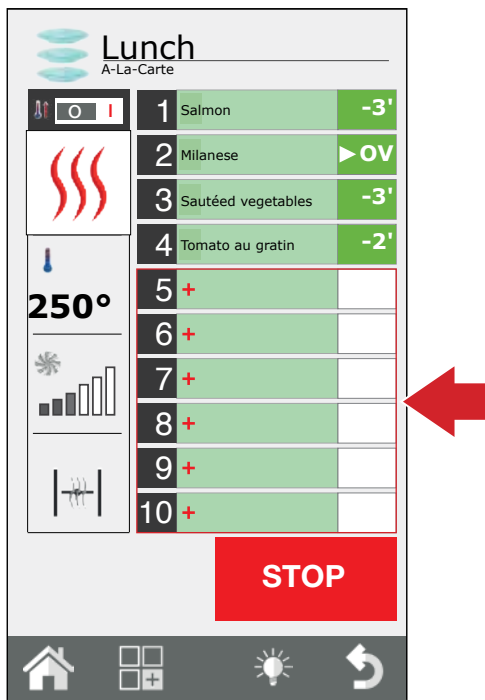 Lunch
A-La-Carte
O I
1 Salmon -3'
2 Milanese ▶OV
3 Sautéed vegetables -3'
4 Tomato au gratin -2'
250°
5 +
6 +
7 +
8 +
9 +
10 +
STOP